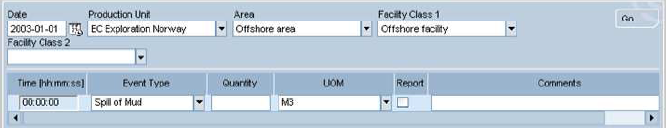 Date Production Unit Area Facility Class 1
2003-01-01 EC Exploration Norway Offshore area Offshore facility Go
Facility Class 2
Time [hh:mm:ss] Event Type Quantity UOM Report Comments
00:00:00 Spill of Mud M3